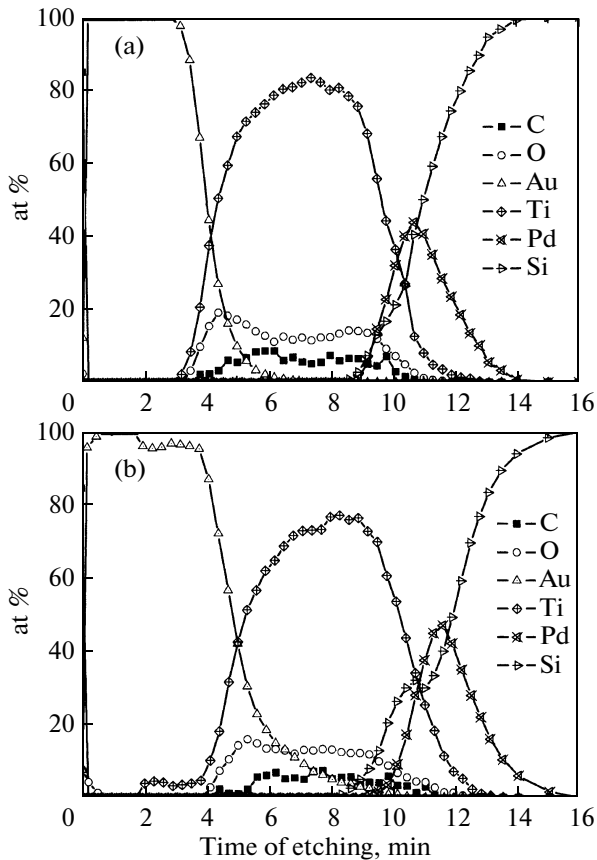 100
(a)
80
C
O
60
Au
at %
Ti
40
Pd
Si
20
0 2 4 6 8 10 12 14 16
100
(b)
80
C
O
60
Au
at %
Ti
40
Pd
Si
20
0 2 4 6 8 10 12 14 16
Time of etching, min